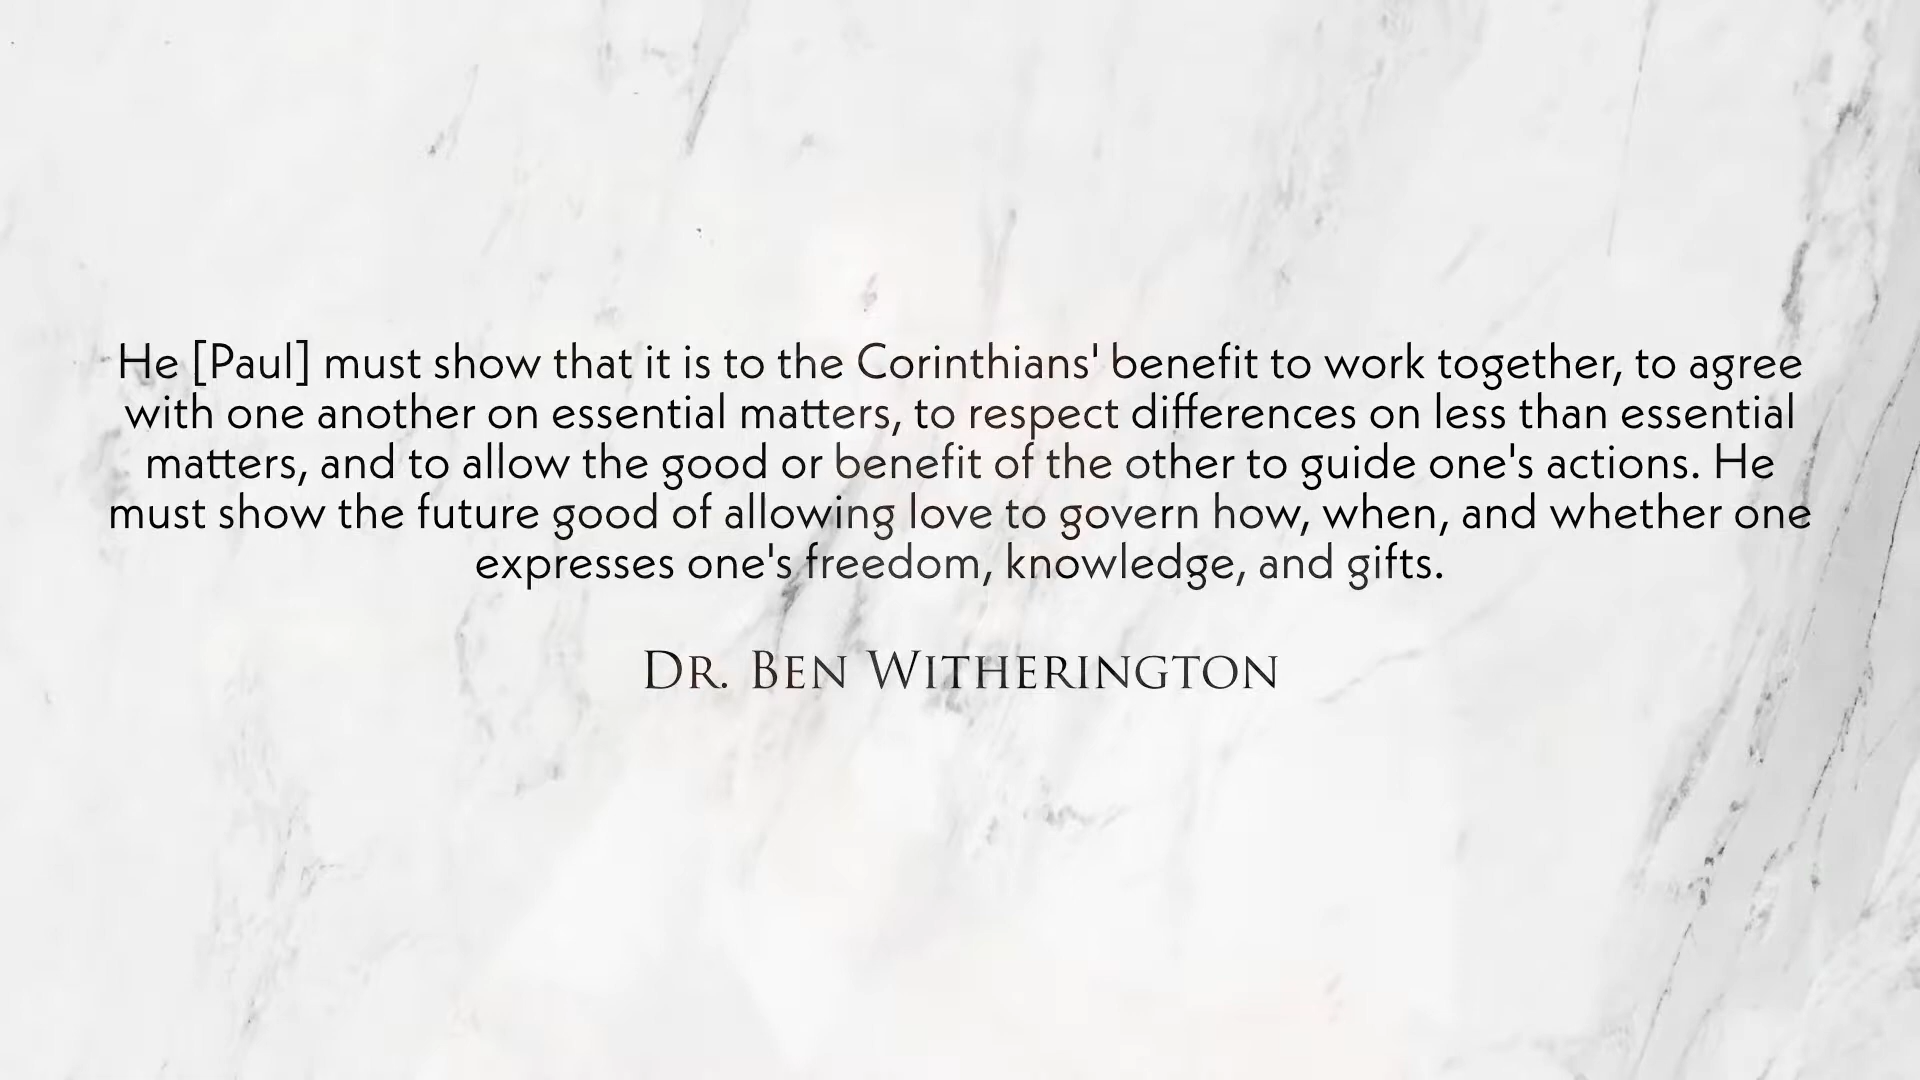 He [Paul] must show that it is to the Corinthians' benefit to work together, to agree
with one another on essential matters, to respect differences on less than essential
matters, and to allow the good or benefit of the other to guide one's actions. He
must show the future good of allowing love to govern how, when, and whether one
expresses one's freedom, knowledge, and gifts.
Dr. Ben Witherington